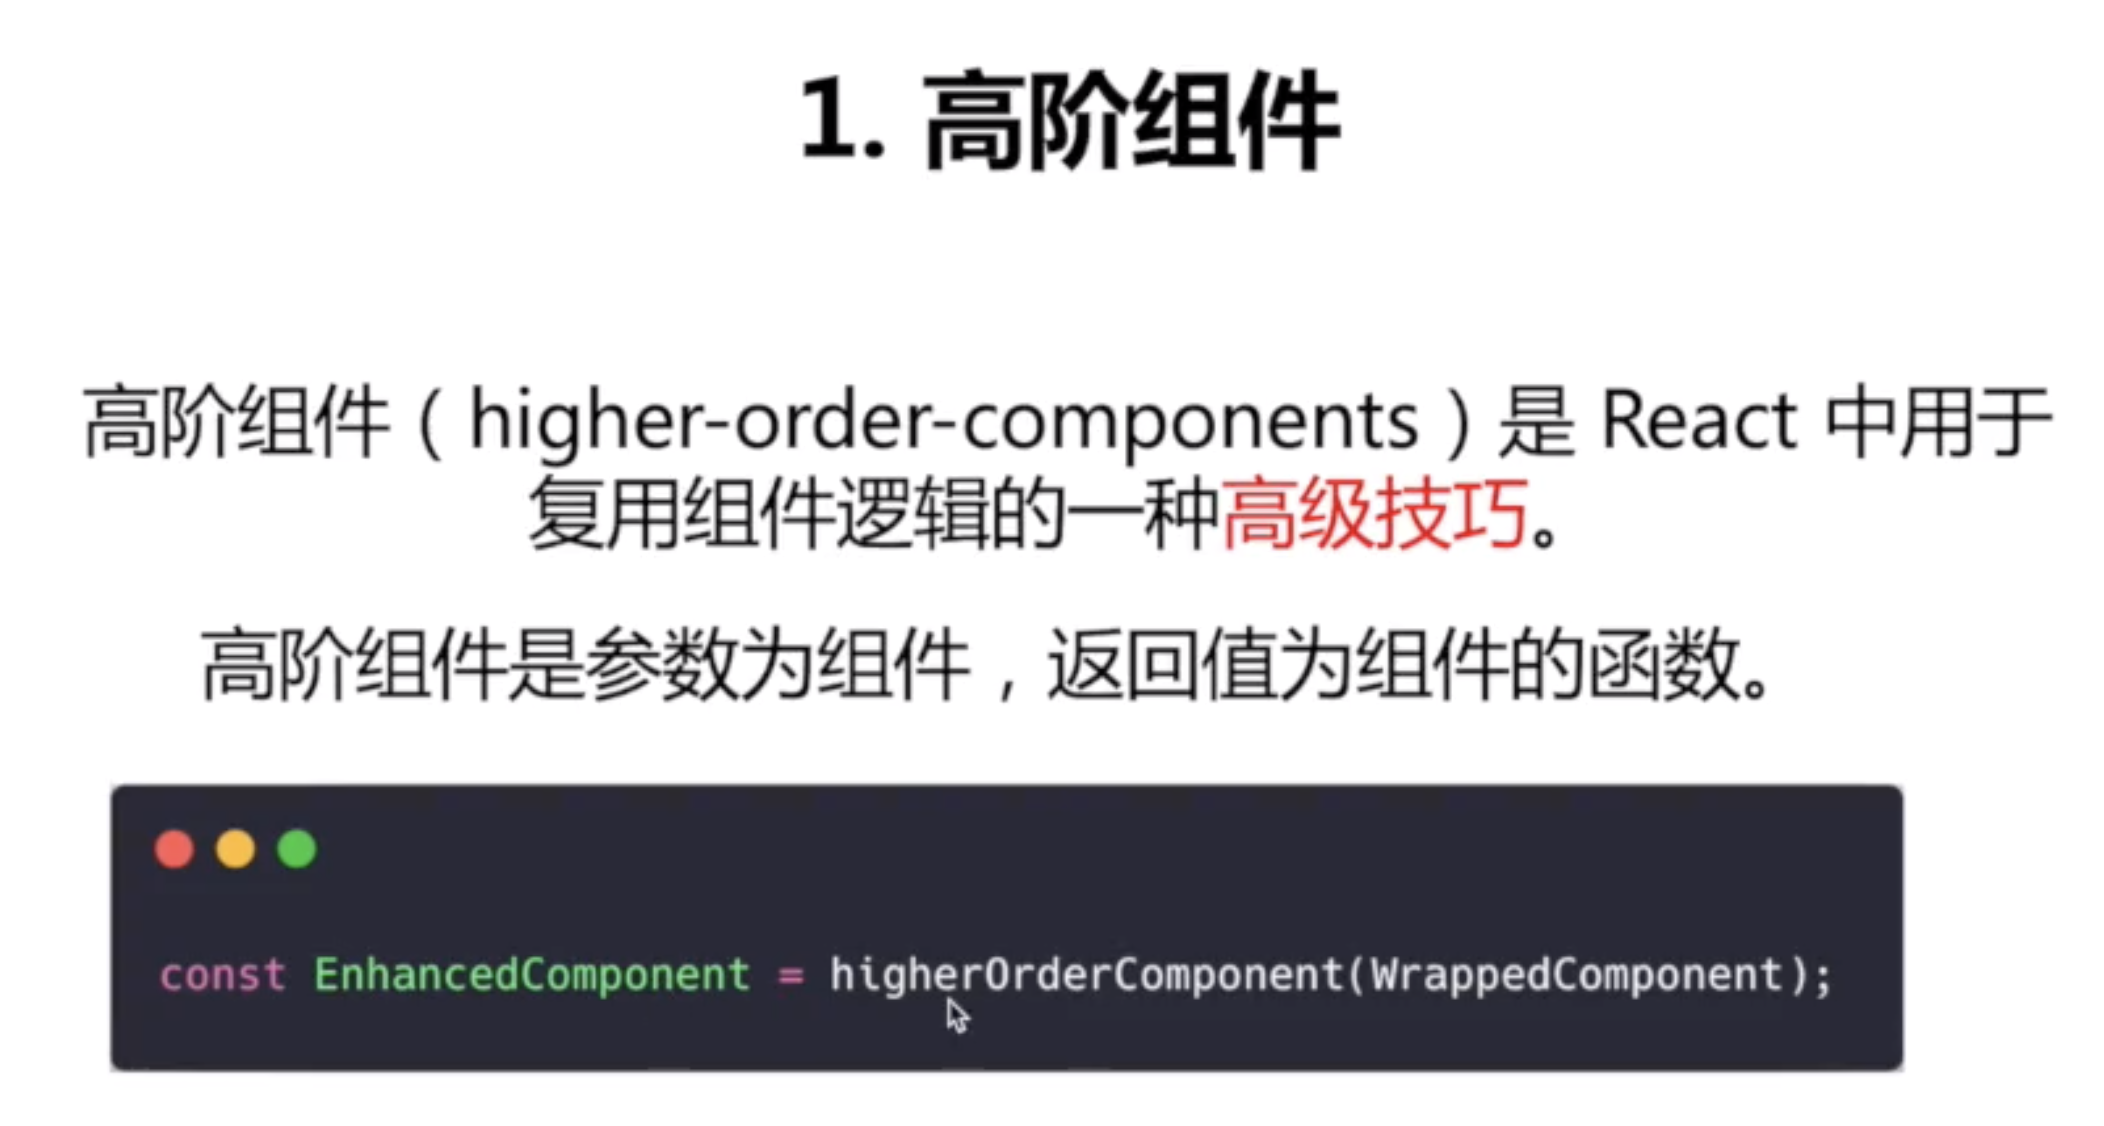 1. 高阶组件
高阶组件（higher-order-components）是 React 中用于
复用组件逻辑的一种高级技巧。
高阶组件是参数为组件，返回值为组件的函数。
const EnhancedComponent = higherOrderComponent(WrappedComponent);